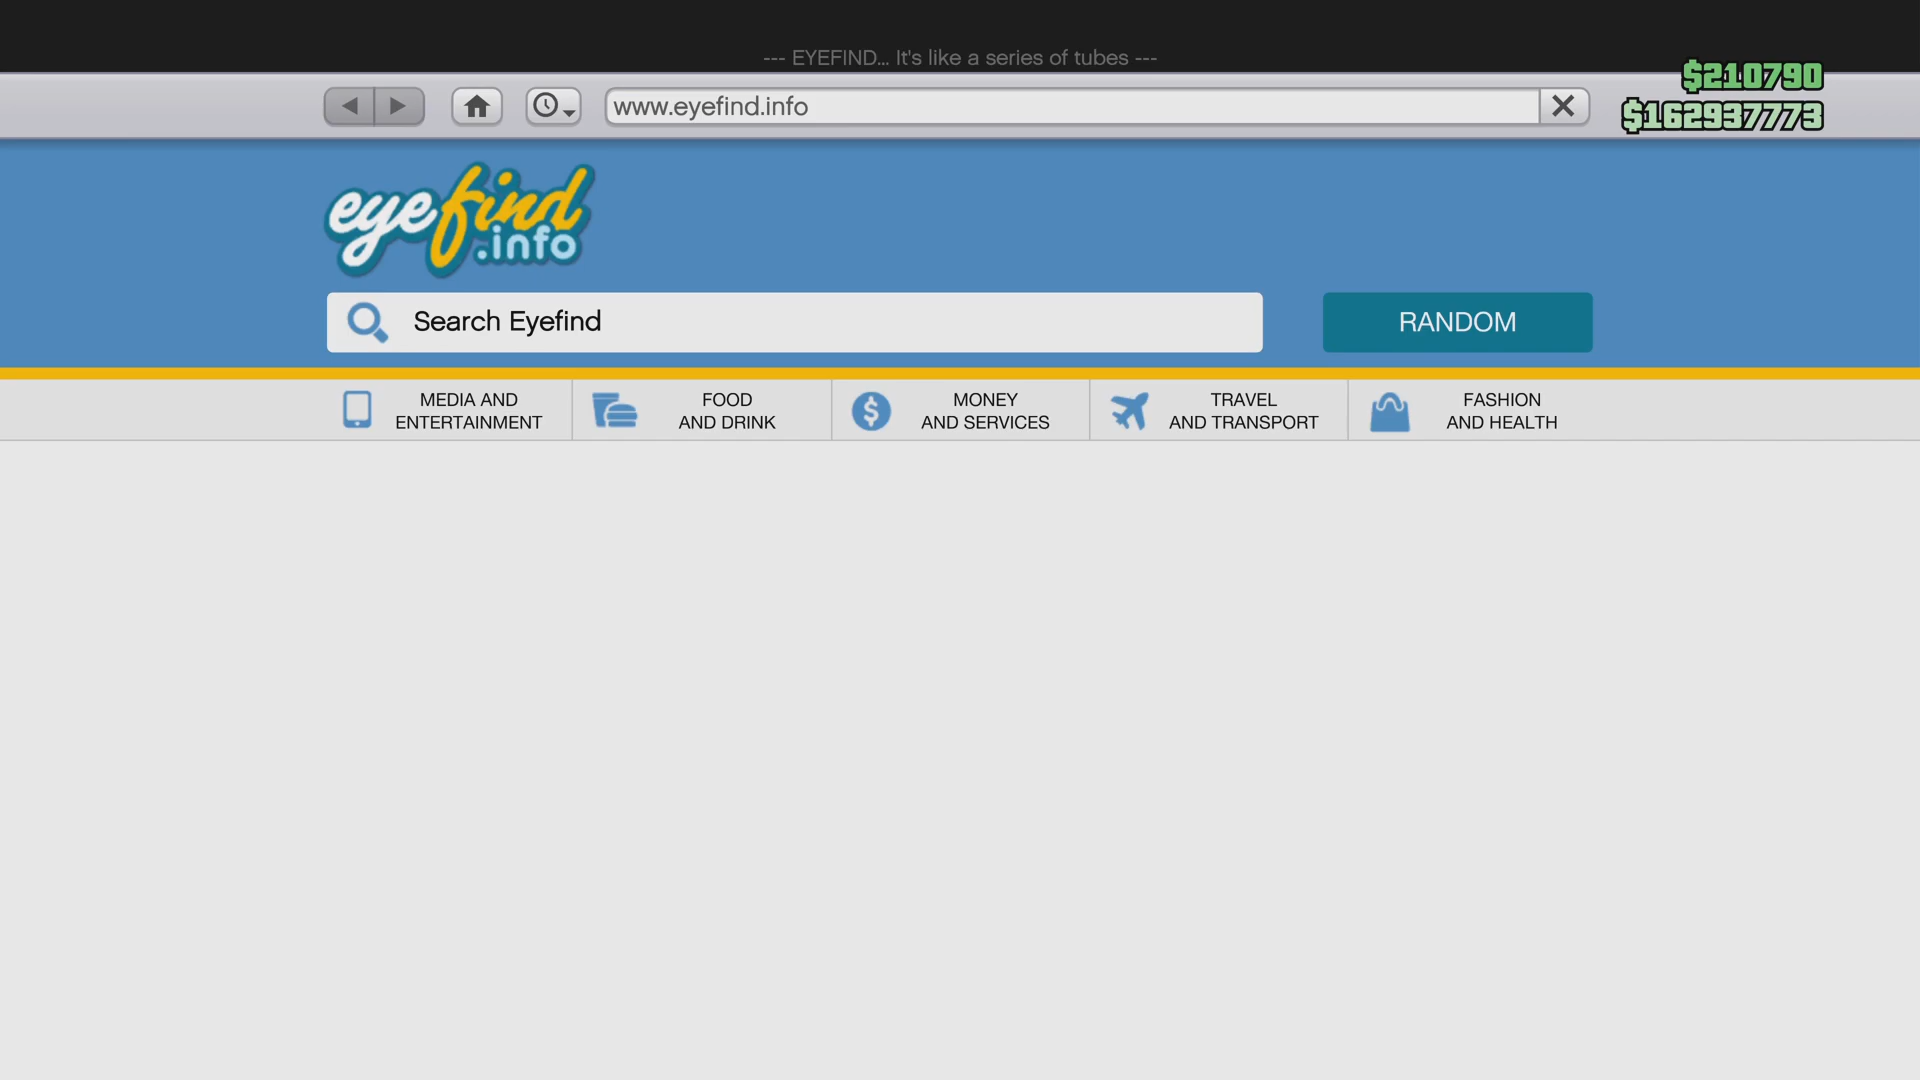 --- EYEFIND... It's like a series of tubes ---
$210790
www.eyefind.info
$162937773
eyefind
.info
Search Eyefind
RANDOM
MEDIA AND
ENTERTAINMENT
FOOD
AND DRINK
MONEY
AND SERVICES
TRAVEL
AND TRANSPORT
FASHION
AND HEALTH